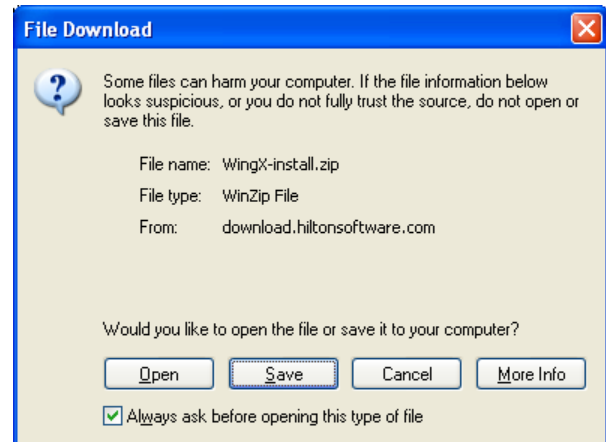 File Download
Some files can harm your computer. If the file information below
looks suspicious, or you do not fully trust the source, do not open or
save this file.
File name: WingX-install.zip
File type: WinZip File
From: download.hiltonsoftware.com
Would you like to open the file or save it to your computer?
Open Save Cancel More Info
Always ask before opening this type of file